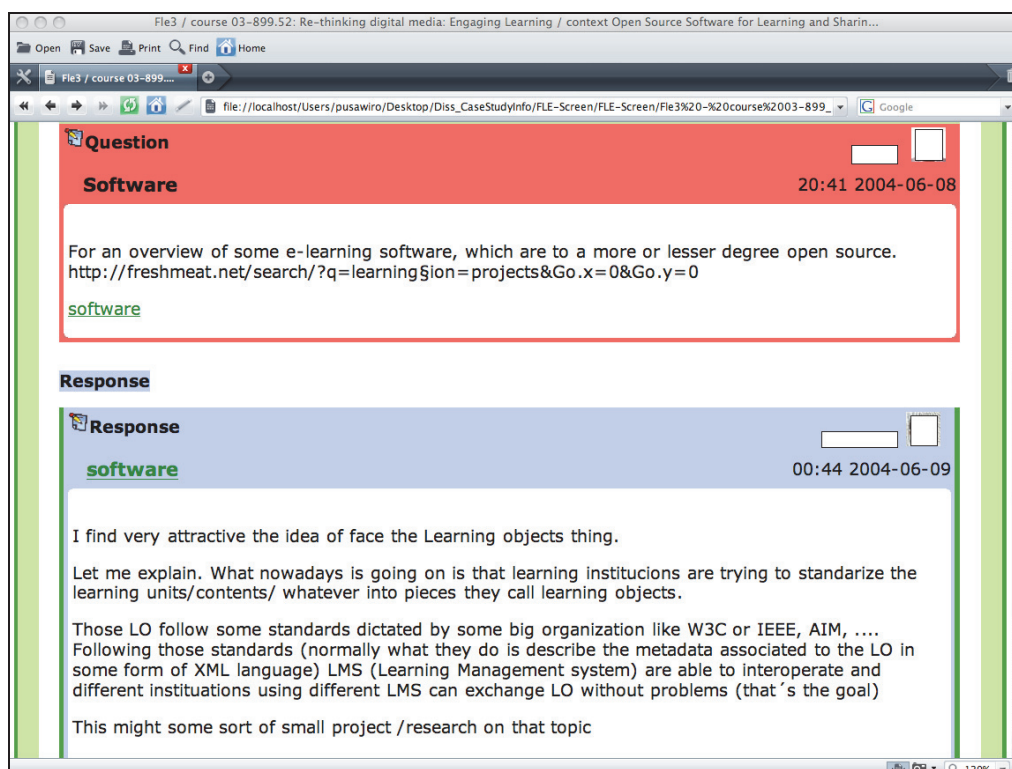 Fle3 / course 03-899.52: Re-thinking digital media: Engaging Learning / context Open Source Software for Learning and Sharin...
Open Save Print Find Home
Fle3 / course 03-899....
file://localhost/Users/pusawiro/Desktop/Diss_CaseStudyInfo/FLE-Screen/FLE-Screen/Fle3%20-%20course%2003-899_ Google
Question
Software 20:41 2004-06-08
For an overview of some e-learning software, which are to a more or lesser degree open source.
http://freshmeat.net/search/?q=learning§ion=projects&Go.x=0&Go.y=0
software
Response
Response
software 00:44 2004-06-09
I find very attractive the idea of face the Learning objects thing.
Let me explain. What nowadays is going on is that learning institucions are trying to standarize the
learning units/contents/ whatever into pieces they call learning objects.
Those LO follow some standards dictated by some big organization like W3C or IEEE, AIM, ....
Following those standards (normally what they do is describe the metadata associated to the LO in
some form of XML language) LMS (Learning Management system) are able to interoperate and
different instituations using different LMS can exchange LO without problems (that´s the goal)
This might some sort of small project /research on that topic